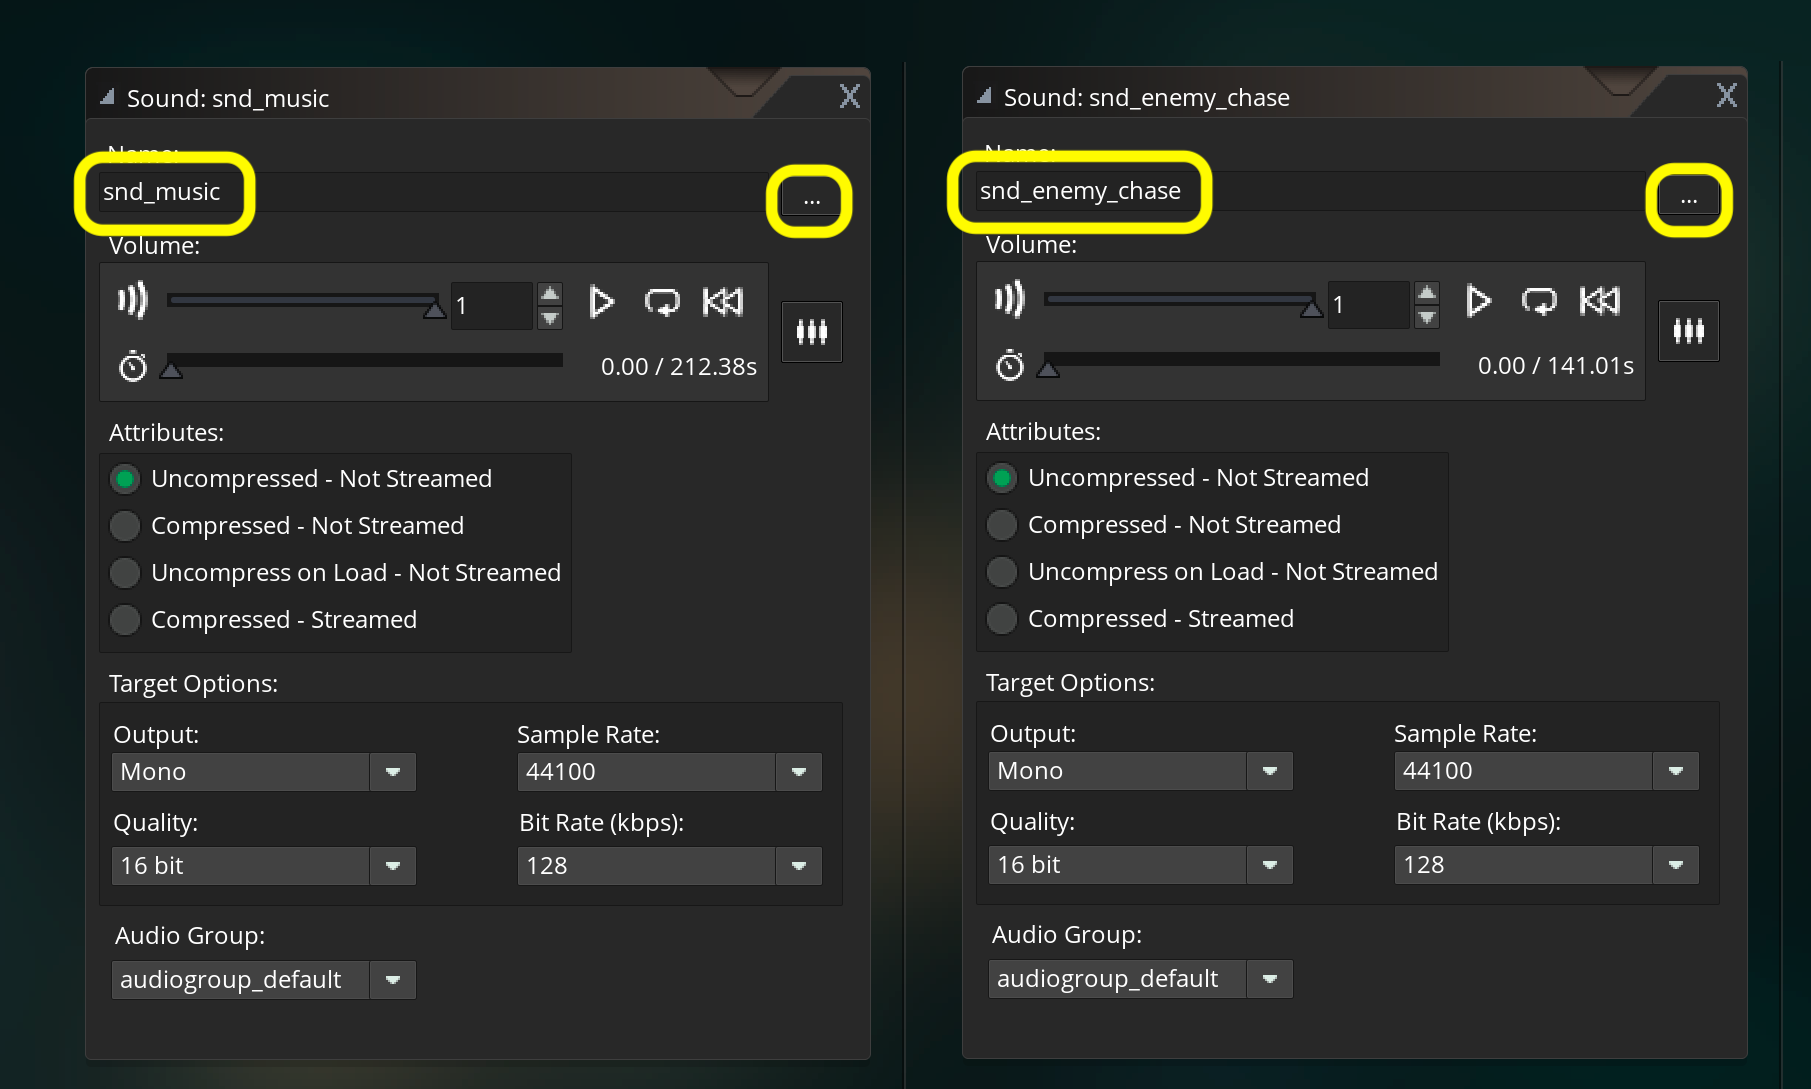 Sound: snd_music
Name:
snd_music
...
Volume:
1
0.00 / 212.38s
Attributes:
Uncompressed - Not Streamed
Compressed - Not Streamed
Uncompress on Load - Not Streamed
Compressed - Streamed
Target Options:
Output:
Sample Rate:
Mono
44100
Quality:
Bit Rate (kbps):
16 bit
128
Audio Group:
audiogroup_default
Sound: snd_enemy_chase
Name:
snd_enemy_chase
...
Volume:
1
0.00 / 141.01s
Attributes:
Uncompressed - Not Streamed
Compressed - Not Streamed
Uncompress on Load - Not Streamed
Compressed - Streamed
Target Options:
Output:
Sample Rate:
Mono
44100
Quality:
Bit Rate (kbps):
16 bit
128
Audio Group:
audiogroup_default